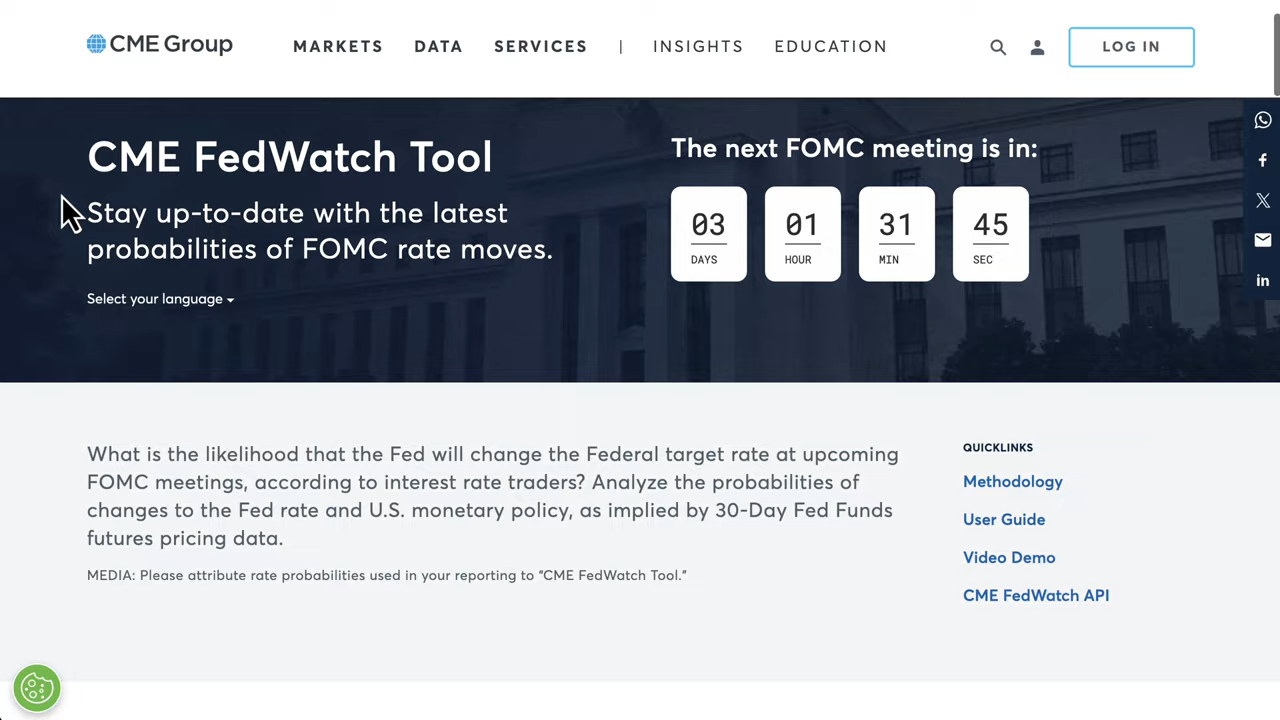 CME Group
MARKETS DATA SERVICES | INSIGHTS EDUCATION LOG IN
CME FedWatch Tool
Stay up-to-date with the latest
probabilities of FOMC rate moves.
Select your language
The next FOMC meeting is in:
03 01 31 45
DAYS HOUR MIN SEC
What is the likelihood that the Fed will change the Federal target rate at upcoming
FOMC meetings, according to interest rate traders? Analyze the probabilities of
changes to the Fed rate and U.S. monetary policy, as implied by 30-Day Fed Funds
futures pricing data.
MEDIA: Please attribute rate probabilities used in your reporting to "CME FedWatch Tool."
QUICKLINKS
Methodology
User Guide
Video Demo
CME FedWatch API